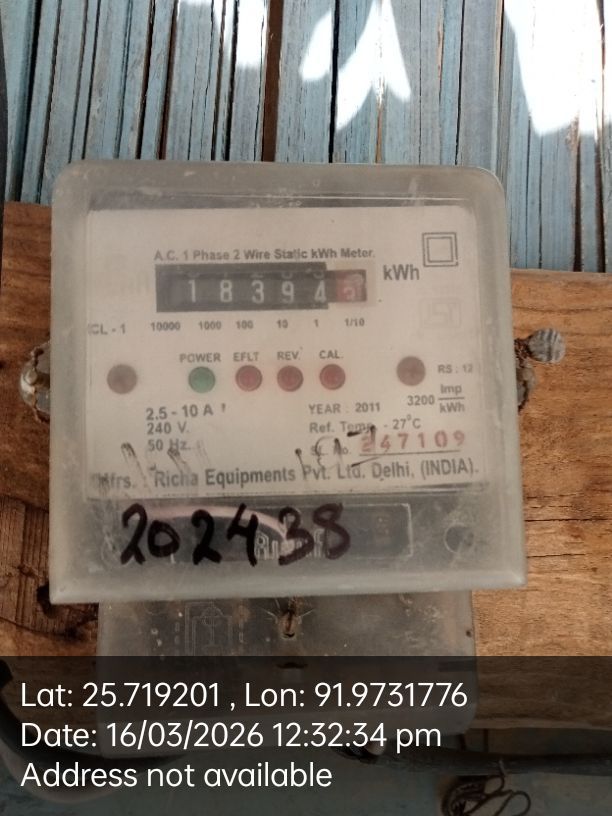 A.C. 1 Phase 2 Wire Static kWh Meter.
1 8 3 9 4 kWh
CL - 1 10000 1000 100 10 1 1/10
POWER EFLT REV. CAL.
RS : 12
2.5 - 10 A YEAR : 2011 3200 Imp/kWh
240 V. Ref. Temp. - 27°C
50 Hz. Sl. No. 247109
Mfrs. : Richa Equipments Pvt. Ltd. Delhi, (INDIA).
202438
Lat: 25.719201 , Lon: 91.9731776
Date: 16/03/2026 12:32:34 pm
Address not available